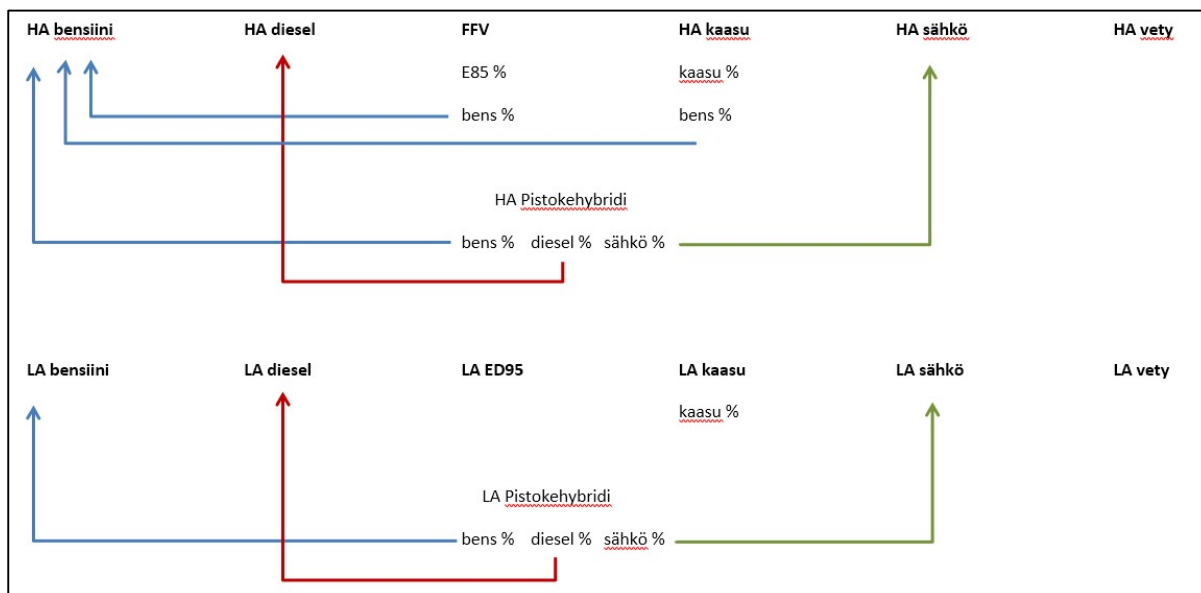 HA bensiini HA diesel FFV HA kaasu HA sähkö HA vety
E85 % kaasu %
bens % bens %
HA Pistokehybridi
bens % diesel % sähkö %
LA bensiini LA diesel LA ED95 LA kaasu LA sähkö LA vety
kaasu %
LA Pistokehybridi
bens % diesel % sähkö %